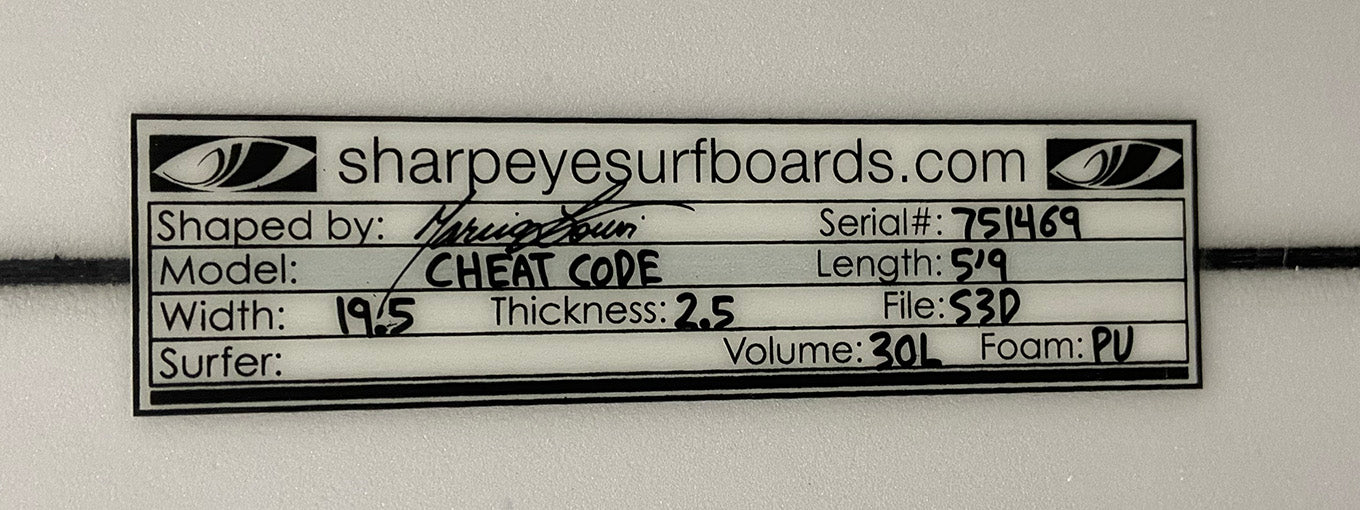 sharpeyesurfboards.com
Shaped by: Serial#: 751469
Model: CHEAT CODE Length: 5'9
Width: 19.5 Thickness: 2.5 File: S3D
Surfer: Volume: 30L Foam: PU